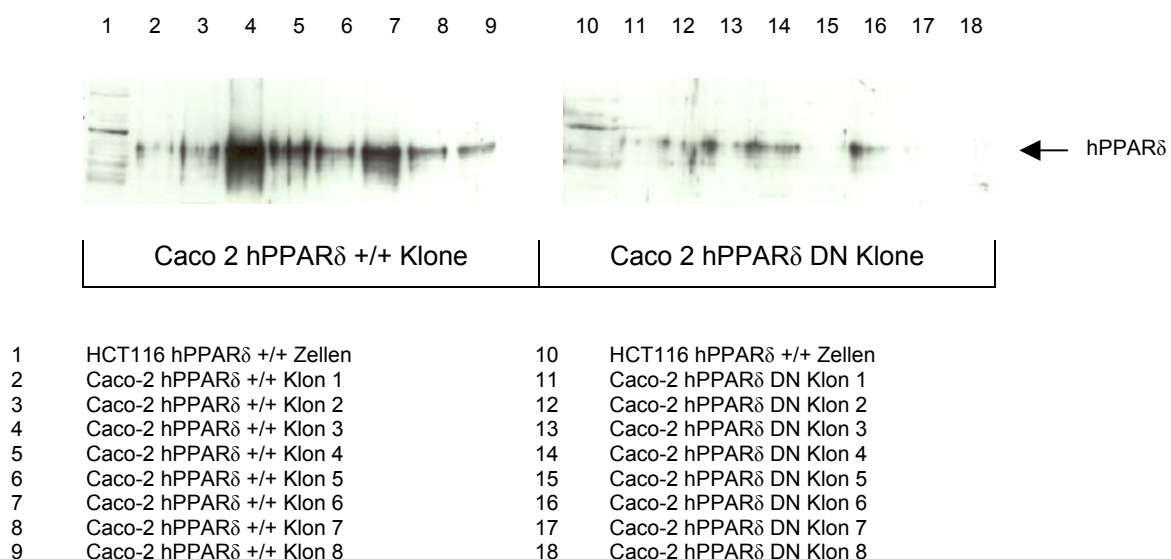 1 2 3 4 5 6 7 8 9 10 11 12 13 14 15 16 17 18
hPPARδ
Caco 2 hPPARδ +/+ Klone Caco 2 hPPARδ DN Klone
1 HCT116 hPPARδ +/+ Zellen 10 HCT116 hPPARδ +/+ Zellen
2 Caco-2 hPPARδ +/+ Klon 1 11 Caco-2 hPPARδ DN Klon 1
3 Caco-2 hPPARδ +/+ Klon 2 12 Caco-2 hPPARδ DN Klon 2
4 Caco-2 hPPARδ +/+ Klon 3 13 Caco-2 hPPARδ DN Klon 3
5 Caco-2 hPPARδ +/+ Klon 4 14 Caco-2 hPPARδ DN Klon 4
6 Caco-2 hPPARδ +/+ Klon 5 15 Caco-2 hPPARδ DN Klon 5
7 Caco-2 hPPARδ +/+ Klon 6 16 Caco-2 hPPARδ DN Klon 6
8 Caco-2 hPPARδ +/+ Klon 7 17 Caco-2 hPPARδ DN Klon 7
9 Caco-2 hPPARδ +/+ Klon 8 18 Caco-2 hPPARδ DN Klon 8